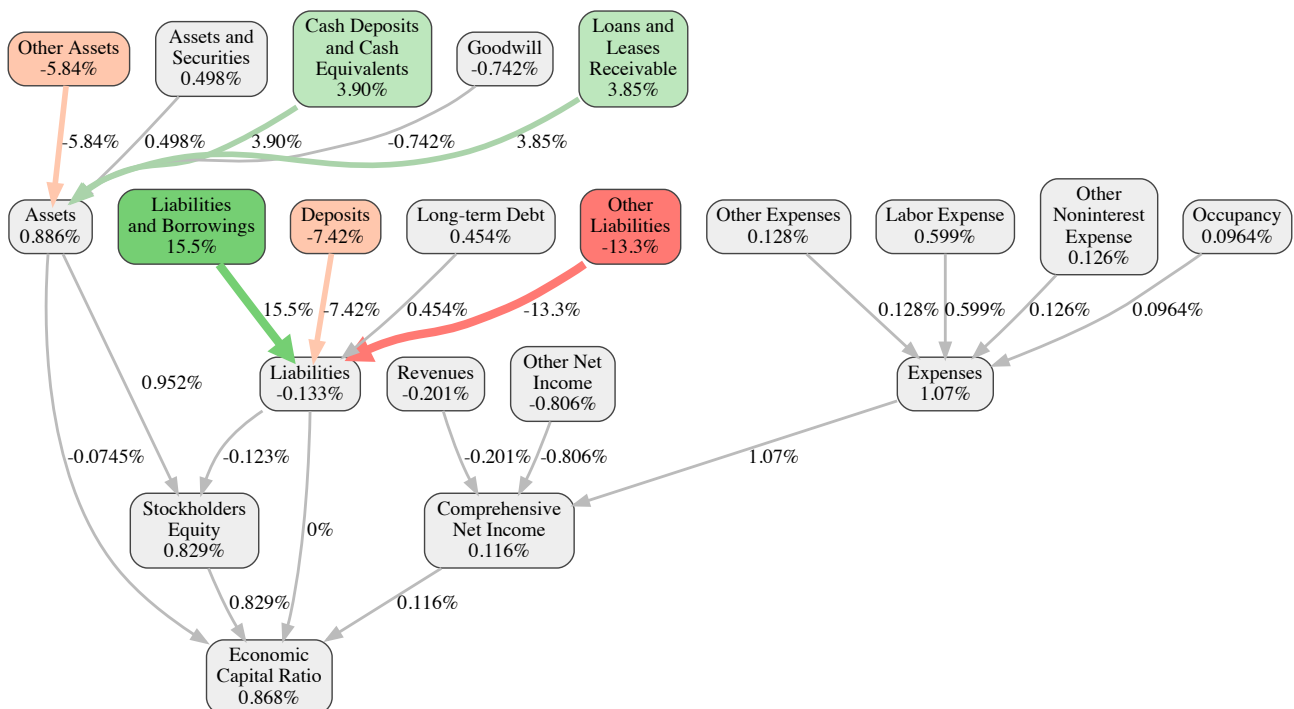 Other Assets
-5.84%
Assets and
Securities
0.498%
Cash Deposits
and Cash
Equivalents
3.90%
Goodwill
-0.742%
Loans and
Leases
Receivable
3.85%
-5.84%
0.498%
3.90%
-0.742%
3.85%
Assets
0.886%
Liabilities
and Borrowings
15.5%
Deposits
-7.42%
Long-term Debt
0.454%
Other
Liabilities
-13.3%
Other Expenses
0.128%
Labor Expense
0.599%
Other
Noninterest
Expense
0.126%
Occupancy
0.0964%
15.5%
-7.42%
0.454%
-13.3%
0.128%
0.599%
0.126%
0.0964%
Liabilities
-0.133%
Revenues
-0.201%
Other Net
Income
-0.806%
Expenses
1.07%
0.952%
-0.0745%
-0.123%
-0.201%
-0.806%
1.07%
Stockholders
Equity
0.829%
0%
Comprehensive
Net Income
0.116%
0.829%
0.116%
Economic
Capital Ratio
0.868%